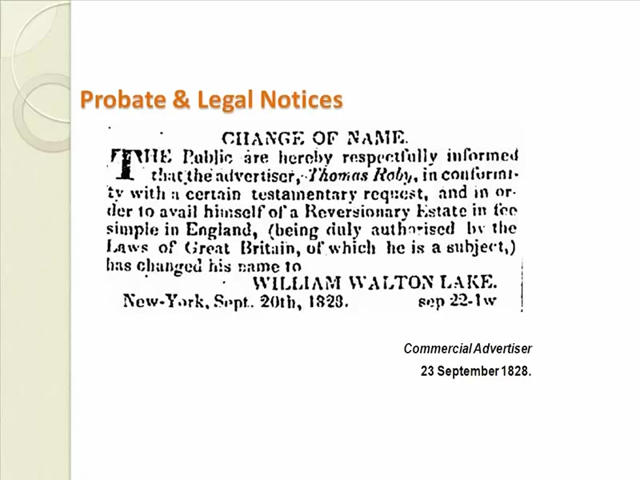 Probate & Legal Notices
CHANGE OF NAME.
THE Public are hereby respectfully informed
that the advertiser, Thomas Roby, in conformi-
ty with a certain testamentary request, and in or-
der to avail himself of a Reversionary Estate in fee
simple in England, (being duly authorised by the
Laws of Great Britain, of which he is a subject,)
has changed his name to
WILLIAM WALTON LAKE.
New-York, Sept. 20th, 1828. sep 22-1w
Commercial Advertiser
23 September 1828.